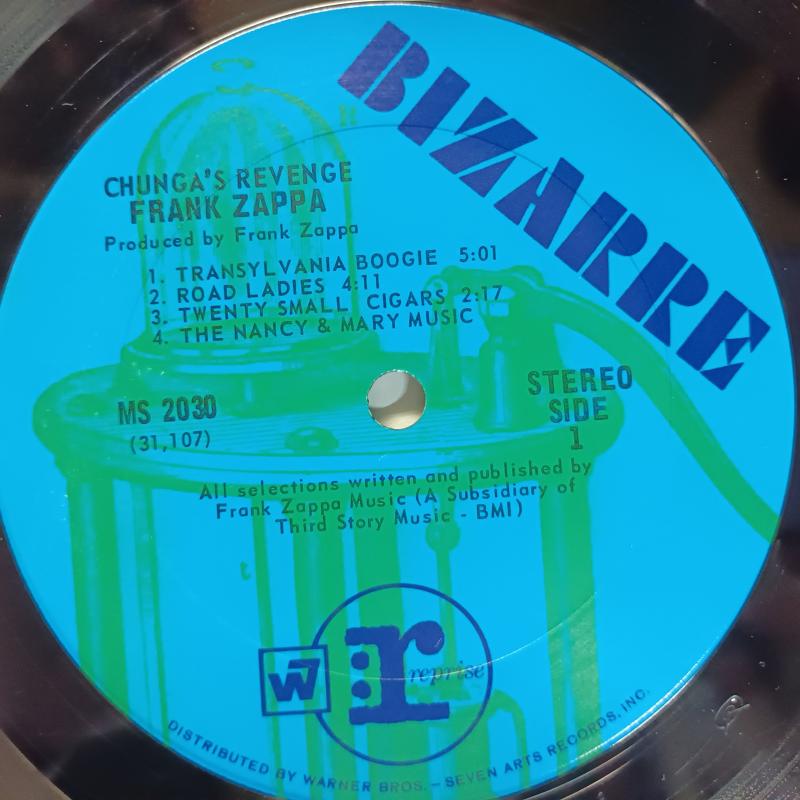 BIZARRE
CHUNGA'S REVENGE
FRANK ZAPPA
Produced by Frank Zappa
1. TRANSYLVANIA BOOGIE 5:01
2. ROAD LADIES 4:11
3. TWENTY SMALL CIGARS 2:17
4. THE NANCY & MARY MUSIC
MS 2030
(31,107)
STEREO
SIDE
1
All selections written and published by
Frank Zappa Music (A Subsidiary of
Third Story Music - BMI)
W7
r: reprise
DISTRIBUTED BY WARNER BROS. – SEVEN ARTS RECORDS, INC.